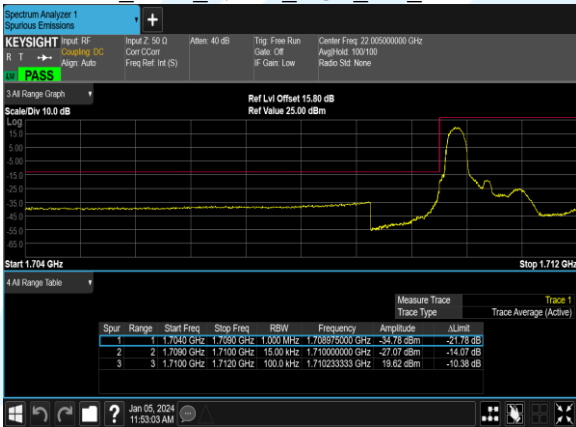 Spectrum Analyzer 1
Spurious Emissions
+
KEYSIGHT Input: RF Input Z: 50 Ω Atten: 40 dB Trig: Free Run Center Freq: 22.005000000 GHz
R T Coupling: DC Corr CCorr Gate: Off Avg|Hold: 100/100
Align: Auto Freq Ref: Int (S) IF Gain: Low Radio Std: None
PASS
3 All Range Graph
Ref Lvl Offset 15.80 dB
Scale/Div 10.0 dB Ref Value 25.00 dBm
Log
15.0
5.00
-5.00
-15.0
-25.0
-35.0
-45.0
-55.0
-65.0
Start 1.704 GHz Stop 1.712 GHz
4 All Range Table
Measure Trace Trace 1
Trace Type Trace Average (Active)
Spur Range Start Freq Stop Freq RBW Frequency Amplitude ΔLimit
1 1 1.7040 GHz 1.7090 GHz 1.000 MHz 1.708975000 GHz -34.78 dBm -21.78 dB
2 2 1.7090 GHz 1.7100 GHz 15.00 kHz 1.710000000 GHz -27.07 dBm -14.07 dB
3 3 1.7100 GHz 1.7120 GHz 100.0 kHz 1.710233333 GHz 19.62 dBm -10.38 dB
? Jan 05, 2024
11:53:03 AM